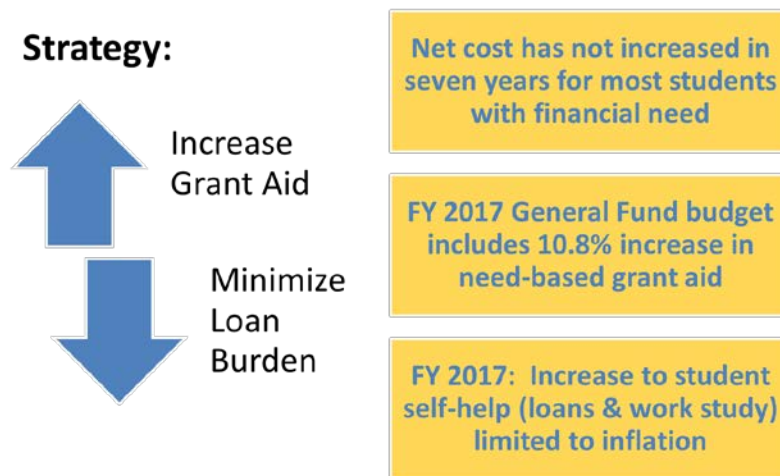 Strategy:
Increase
Grant Aid
Minimize
Loan
Burden
Net cost has not increased in
seven years for most students
with financial need
FY 2017 General Fund budget
includes 10.8% increase in
need-based grant aid
FY 2017:  Increase to student
self-help (loans & work study)
limited to inflation